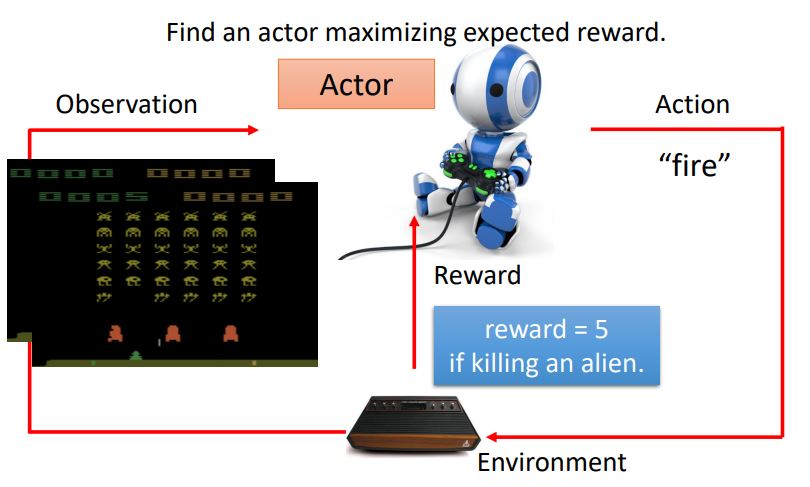 Find an actor maximizing expected reward.
Actor
Observation
Action
“fire”
0000 0000
0005 0000
Reward
reward = 5
if killing an alien.
Environment